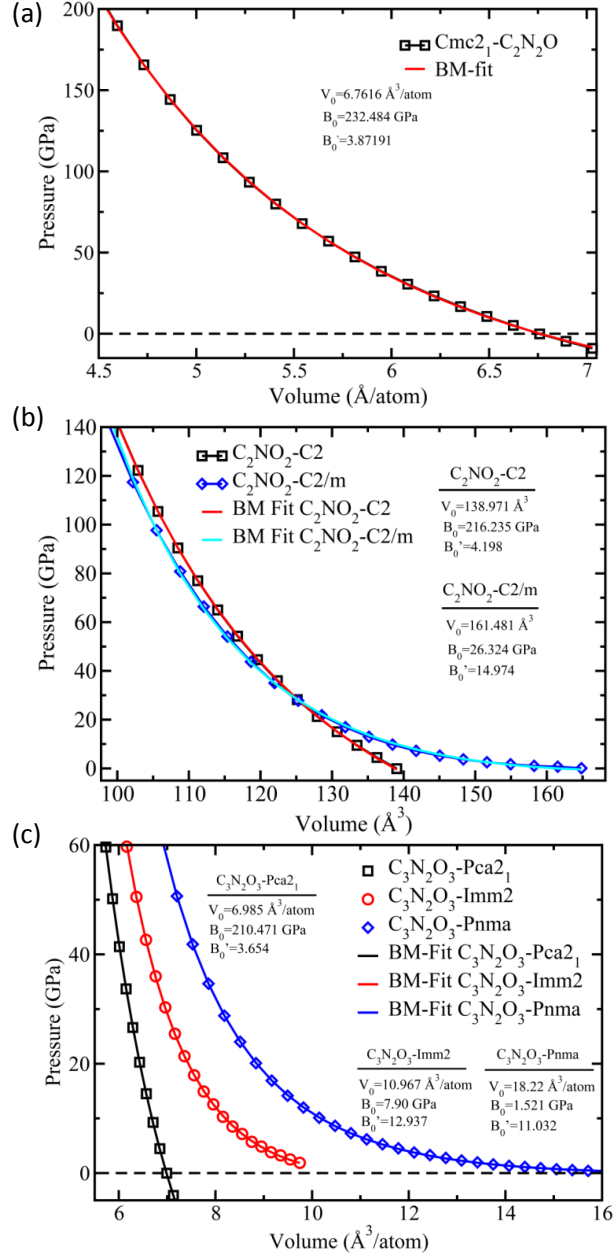 (a)
200
150
100
50
0
Pressure (GPa)
Cmc2₁-C₂N₂O
BM-fit
V₀=6.7616 Å³/atom
B₀=232.484 GPa
B₀'=3.87191
4.5 5 5.5 6 6.5 7
Volume (Å/atom)
(b)
140
120
100
80
60
40
20
0
Pressure (GPa)
C₂NO₂-C2
C₂NO₂-C2/m
BM Fit C₂NO₂-C2
BM Fit C₂NO₂-C2/m
C₂NO₂-C2
V₀=138.971 Å³
B₀=216.235 GPa
B₀'=4.198
C₂NO₂-C2/m
V₀=161.481 Å³
B₀=26.324 GPa
B₀'=14.974
100 110 120 130 140 150 160
Volume (Å³)
(c)
60
40
20
0
Pressure (GPa)
C₃N₂O₃-Pca2₁
V₀=6.985 Å³/atom
B₀=210.471 GPa
B₀'=3.654
C₃N₂O₃-Pca2₁
C₃N₂O₃-Imm2
C₃N₂O₃-Pnma
BM-Fit C₃N₂O₃-Pca2₁
BM-Fit C₃N₂O₃-Imm2
BM-Fit C₃N₂O₃-Pnma
C₃N₂O₃-Imm2
V₀=10.967 Å³/atom
B₀=7.90 GPa
B₀'=12.937
C₃N₂O₃-Pnma
V₀=18.22 Å³/atom
B₀=1.521 GPa
B₀'=11.032
6 8 10 12 14 16
Volume (Å³/atom)